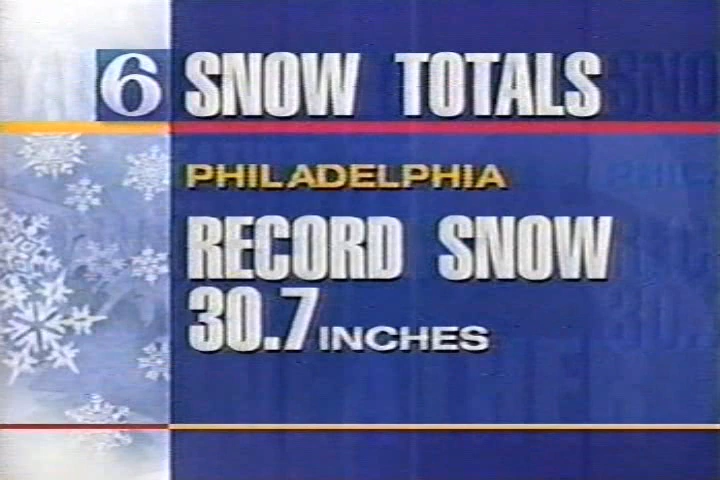 6 SNOW TOTALS
PHILADELPHIA
RECORD SNOW
30.7 INCHES